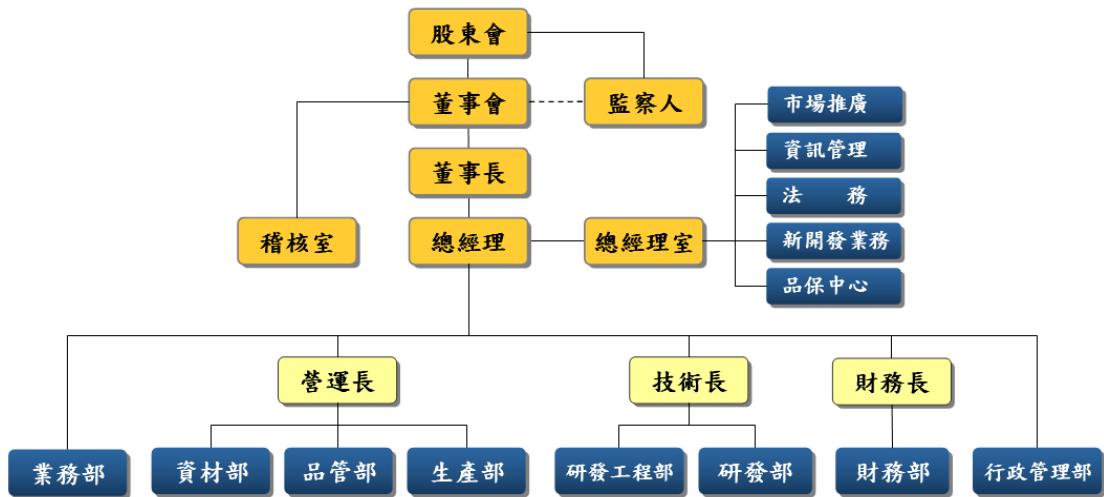 股東會
董事會
監察人
市場推廣
資訊管理
董事長
法　　務
稽核室
總經理
總經理室
新開發業務
品保中心
營運長
技術長
財務長
業務部
資材部
品管部
生產部
研發工程部
研發部
財務部
行政管理部